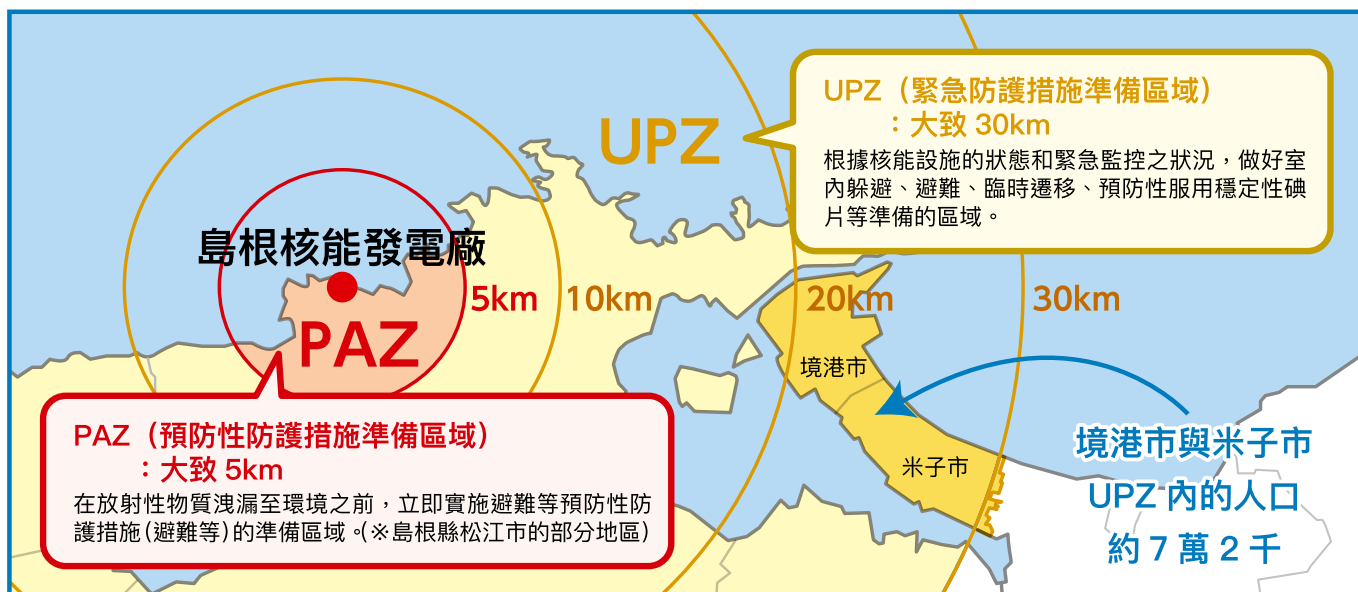 UPZ（緊急防護措施準備區域）
：大致 30km
根據核能設施的狀態和緊急監控之狀況，做好室
內躲避、避難、臨時遷移、預防性服用穩定性碘
片等準備的區域。
UPZ
島根核能發電廠
PAZ
5km
10km
20km
30km
境港市
米子市
PAZ（預防性防護措施準備區域）
：大致 5km
在放射性物質洩漏至環境之前，立即實施避難等預防性防
護措施(避難等)的準備區域。(※島根縣松江市的部分地區)
境港市與米子市
UPZ 內的人口
約 7 萬 2 千